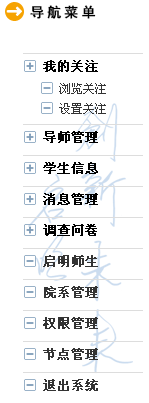 导航菜单
我的关注
浏览关注
设置关注
导师管理
学生信息
消息管理
调查问卷
启明师生
院系管理
权限管理
节点管理
退出系统